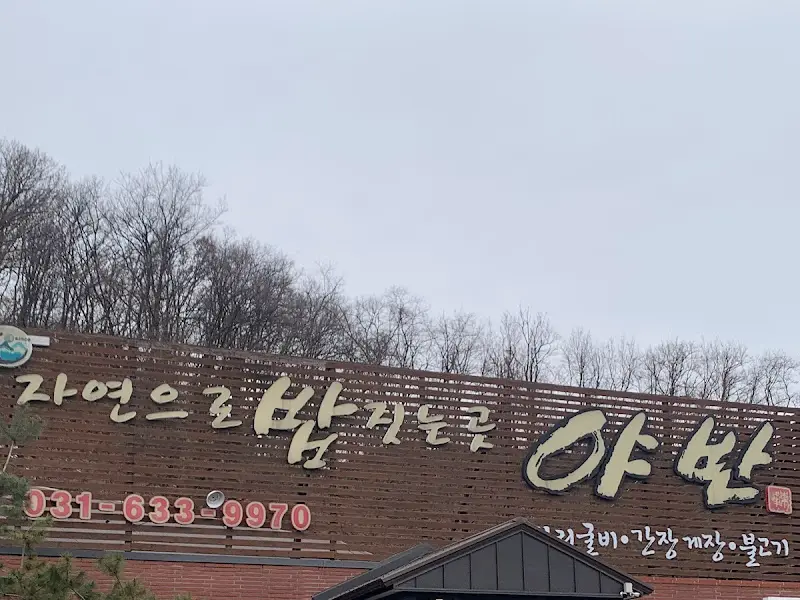 자연으로 밥 짓는 곳 야반
031-633-9970
굴비·간장게장·불고기